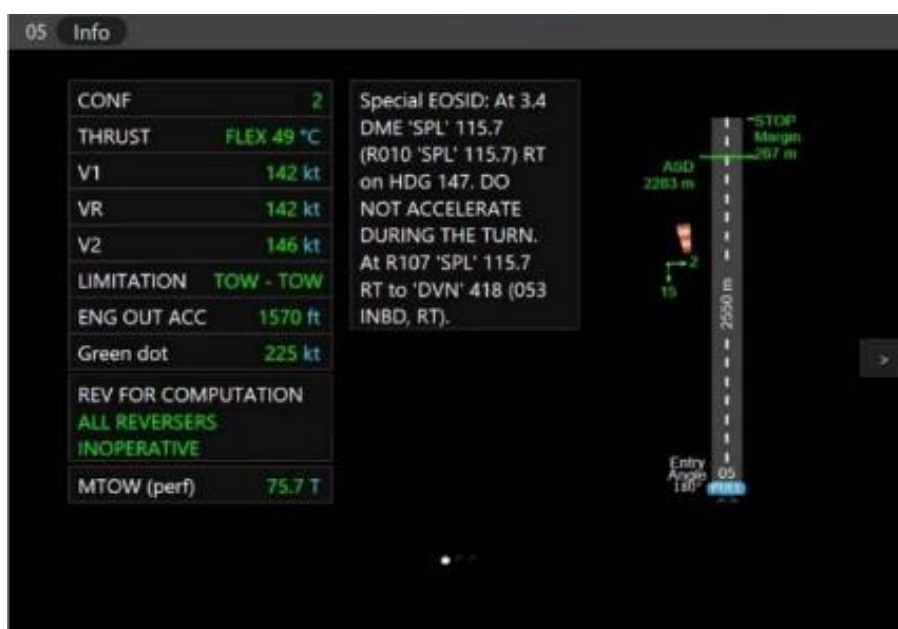 05 Info
CONF 2
THRUST FLEX 49 °C
V1 142 kt
VR 142 kt
V2 146 kt
LIMITATION TOW - TOW
ENG OUT ACC 1570 ft
Green dot 225 kt
REV FOR COMPUTATION
ALL REVERSERS
INOPERATIVE
MTOW (perf) 75.7 T
Special EOSID: At 3.4
DME 'SPL' 115.7
(R010 'SPL' 115.7) RT
on HDG 147. DO
NOT ACCELERATE
DURING THE TURN.
At R107 'SPL' 115.7
RT to 'DVN' 418 (053
INBD, RT).
STOP
Margin
267 m
ASD
2283 m
2
15
2550 m
Entry
Angle
180°
05
FULL
>